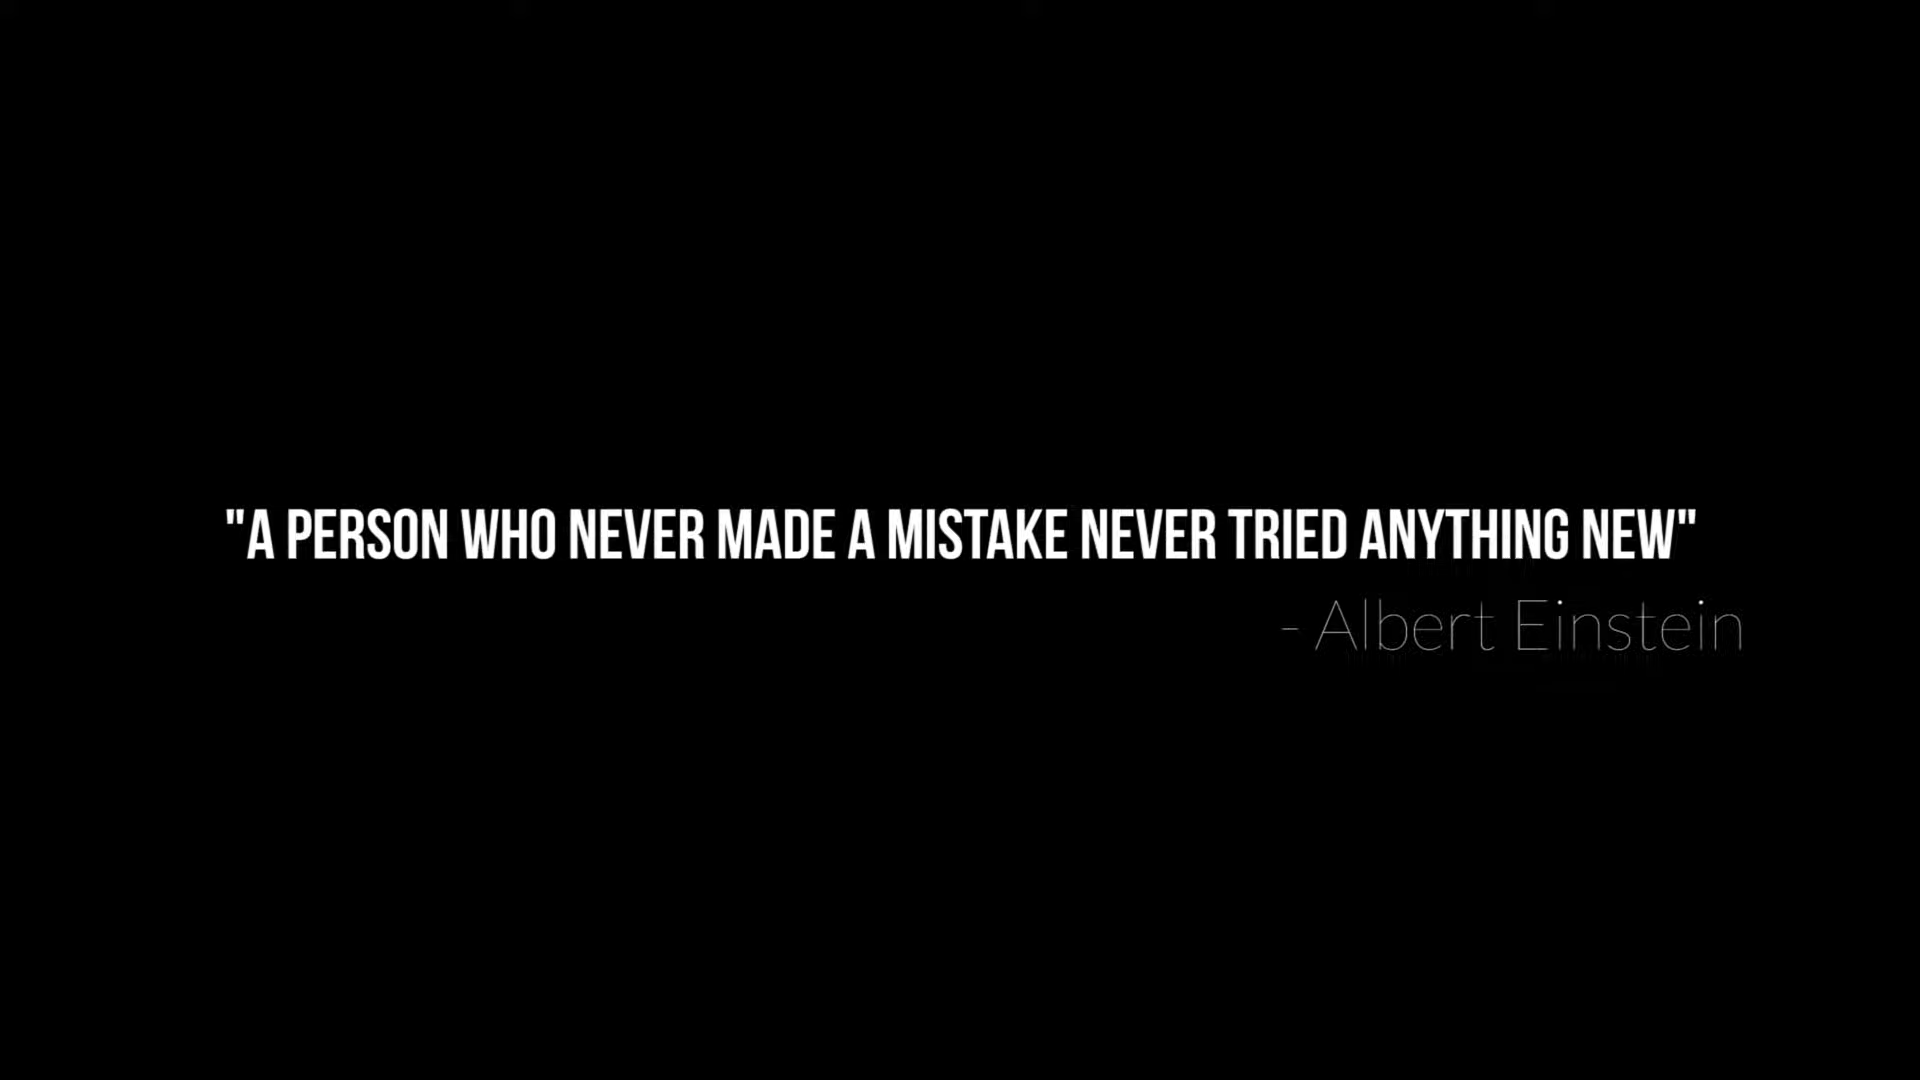 "A PERSON WHO NEVER MADE A MISTAKE NEVER TRIED ANYTHING NEW"
- Albert Einstein